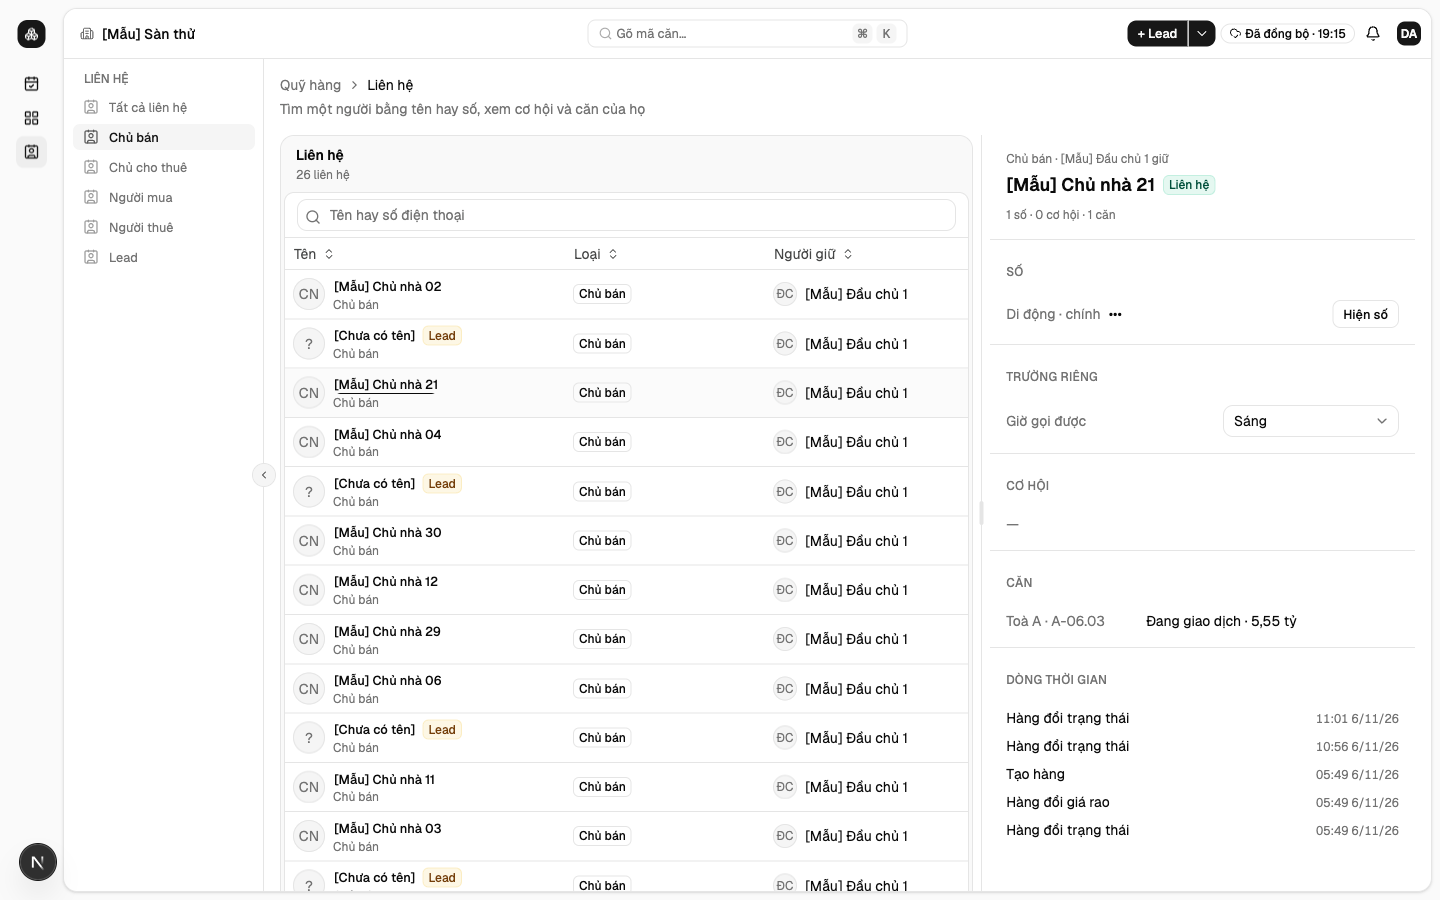 [Mẫu] Sàn thử
Gõ mã căn...
⌘ K
+ Lead
Đã đồng bộ · 19:15
DA
LIÊN HỆ
Tất cả liên hệ
Chủ bán
Chủ cho thuê
Người mua
Người thuê
Lead
Quỹ hàng > Liên hệ
Tìm một người bằng tên hay số, xem cơ hội và căn của họ
Liên hệ
26 liên hệ
Tên hay số điện thoại
Tên Loại Người giữ
CN [Mẫu] Chủ nhà 02 Chủ bán ĐC [Mẫu] Đầu chủ 1
Chủ bán
? [Chưa có tên] Lead Chủ bán ĐC [Mẫu] Đầu chủ 1
Chủ bán
CN [Mẫu] Chủ nhà 21 Chủ bán ĐC [Mẫu] Đầu chủ 1
Chủ bán
CN [Mẫu] Chủ nhà 04 Chủ bán ĐC [Mẫu] Đầu chủ 1
Chủ bán
? [Chưa có tên] Lead Chủ bán ĐC [Mẫu] Đầu chủ 1
Chủ bán
CN [Mẫu] Chủ nhà 30 Chủ bán ĐC [Mẫu] Đầu chủ 1
Chủ bán
CN [Mẫu] Chủ nhà 12 Chủ bán ĐC [Mẫu] Đầu chủ 1
Chủ bán
CN [Mẫu] Chủ nhà 29 Chủ bán ĐC [Mẫu] Đầu chủ 1
Chủ bán
CN [Mẫu] Chủ nhà 06 Chủ bán ĐC [Mẫu] Đầu chủ 1
Chủ bán
? [Chưa có tên] Lead Chủ bán ĐC [Mẫu] Đầu chủ 1
Chủ bán
CN [Mẫu] Chủ nhà 11 Chủ bán ĐC [Mẫu] Đầu chủ 1
Chủ bán
CN [Mẫu] Chủ nhà 03 Chủ bán ĐC [Mẫu] Đầu chủ 1
Chủ bán
? [Chưa có tên] Lead Chủ bán ĐC [Mẫu] Đầu chủ 1
Chủ bán · [Mẫu] Đầu chủ 1 giữ
[Mẫu] Chủ nhà 21 Liên hệ
1 số · 0 cơ hội · 1 căn
SỐ
Di động · chính ••• Hiện số
TRƯỜNG RIÊNG
Giờ gọi được Sáng
CƠ HỘI
—
CĂN
Toà A · A-06.03 Đang giao dịch · 5,55 tỷ
DÒNG THỜI GIAN
Hàng đổi trạng thái 11:01 6/11/26
Hàng đổi trạng thái 10:56 6/11/26
Tạo hàng 05:49 6/11/26
Hàng đổi giá rao 05:49 6/11/26
Hàng đổi trạng thái 05:49 6/11/26
N